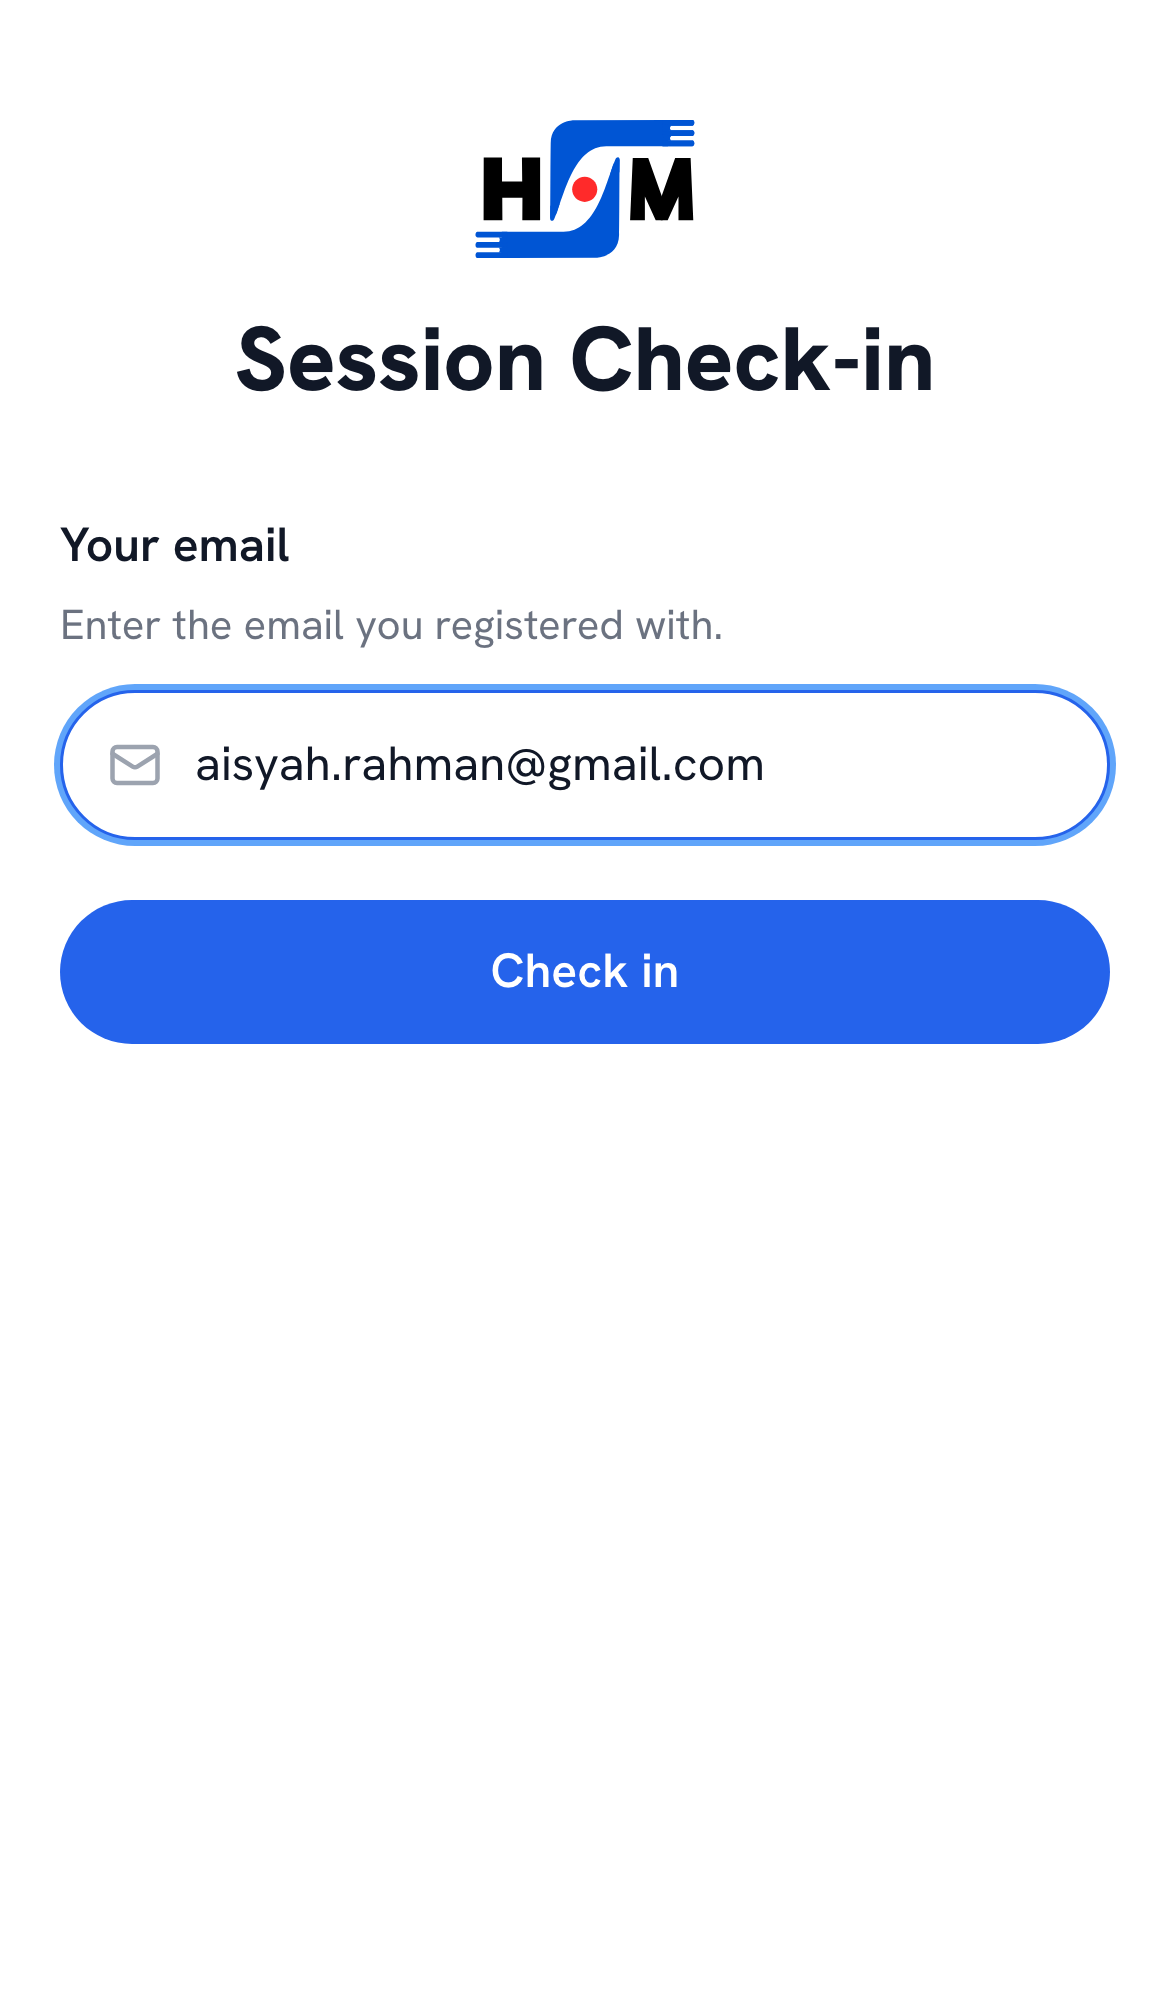 HSM
Session Check-in
Your email
Enter the email you registered with.
aisyah.rahman@gmail.com
Check in